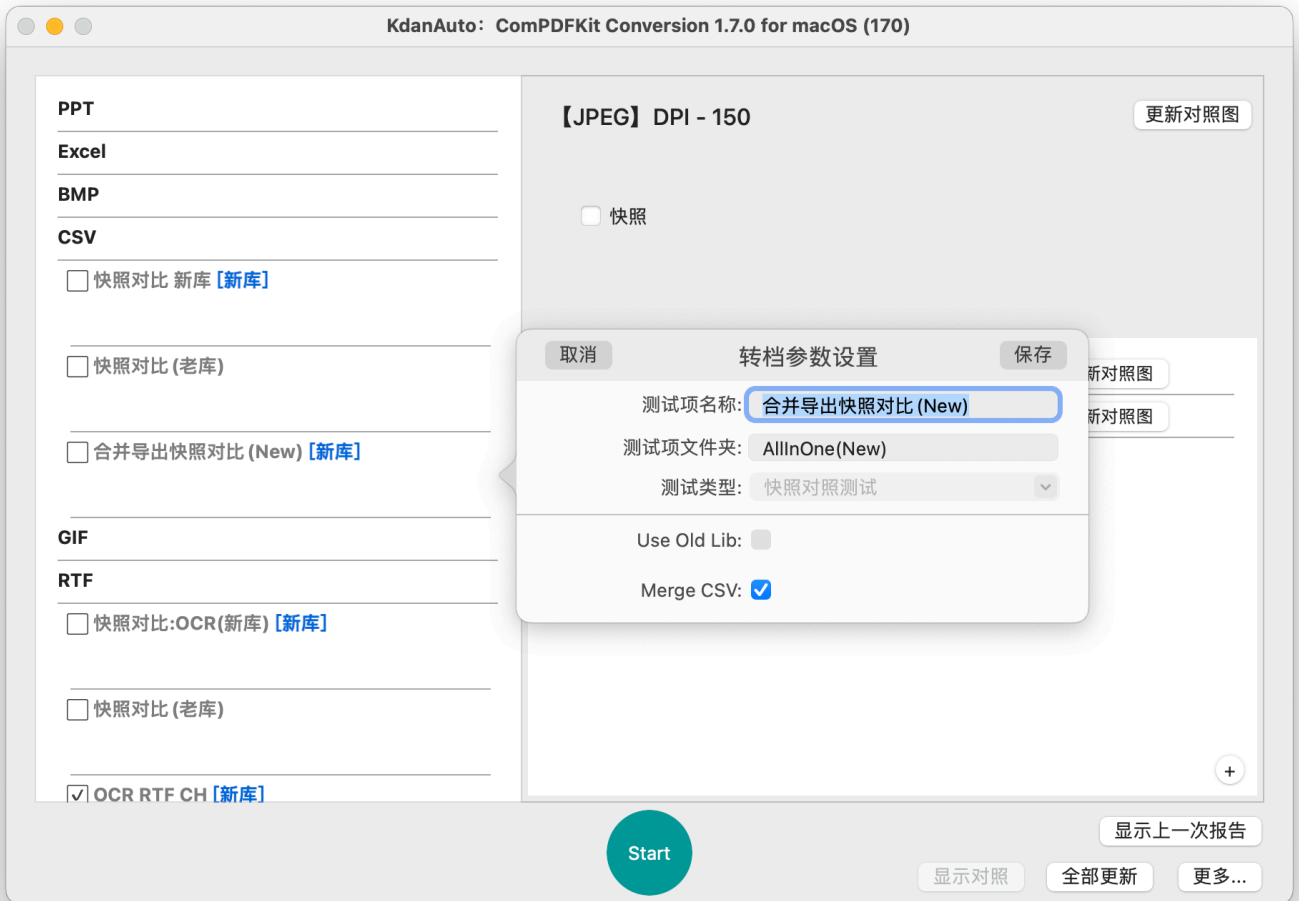 KdanAuto：ComPDFKit Conversion 1.7.0 for macOS (170)
PPT
Excel
BMP
CSV
快照对比 新库 [新库]
快照对比 (老库)
合并导出快照对比 (New) [新库]
GIF
RTF
快照对比:OCR(新库) [新库]
快照对比 (老库)
OCR RTF CH [新库]
【JPEG】DPI - 150
更新对照图
快照
新对照图
新对照图
取消
转档参数设置
保存
测试项名称: 合并导出快照对比 (New)
测试项文件夹: AllInOne(New)
测试类型: 快照对照测试
Use Old Lib:
Merge CSV:
+
Start
显示上一次报告
显示对照
全部更新
更多...